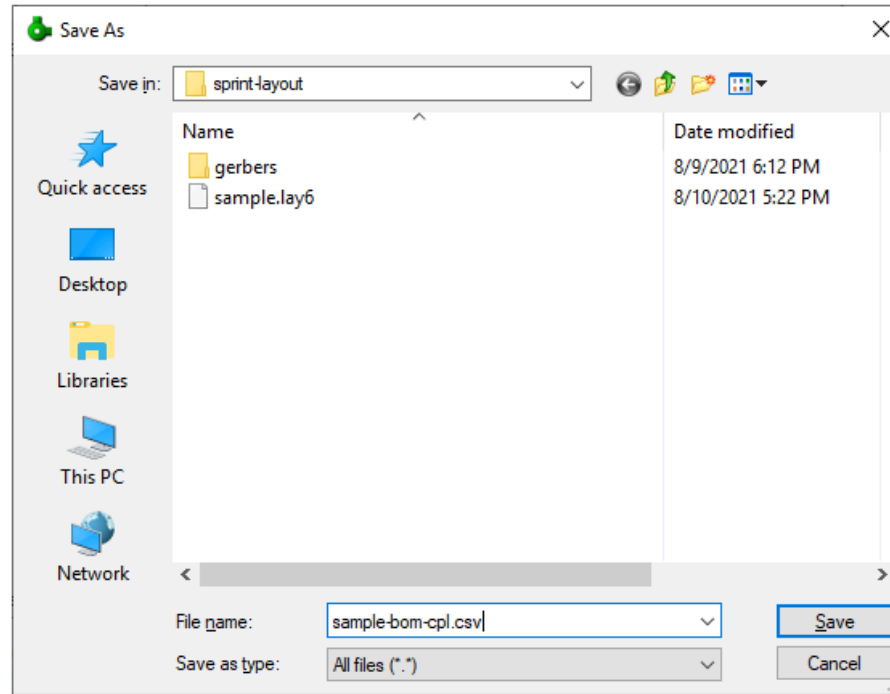 Save As
Save in: sprint-layout
Name Date modified
gerbers 8/9/2021 6:12 PM
sample.lay6 8/10/2021 5:22 PM
Quick access
Desktop
Libraries
This PC
Network
File name: sample-bom-cpl.csv Save
Save as type: All files (*.*) Cancel